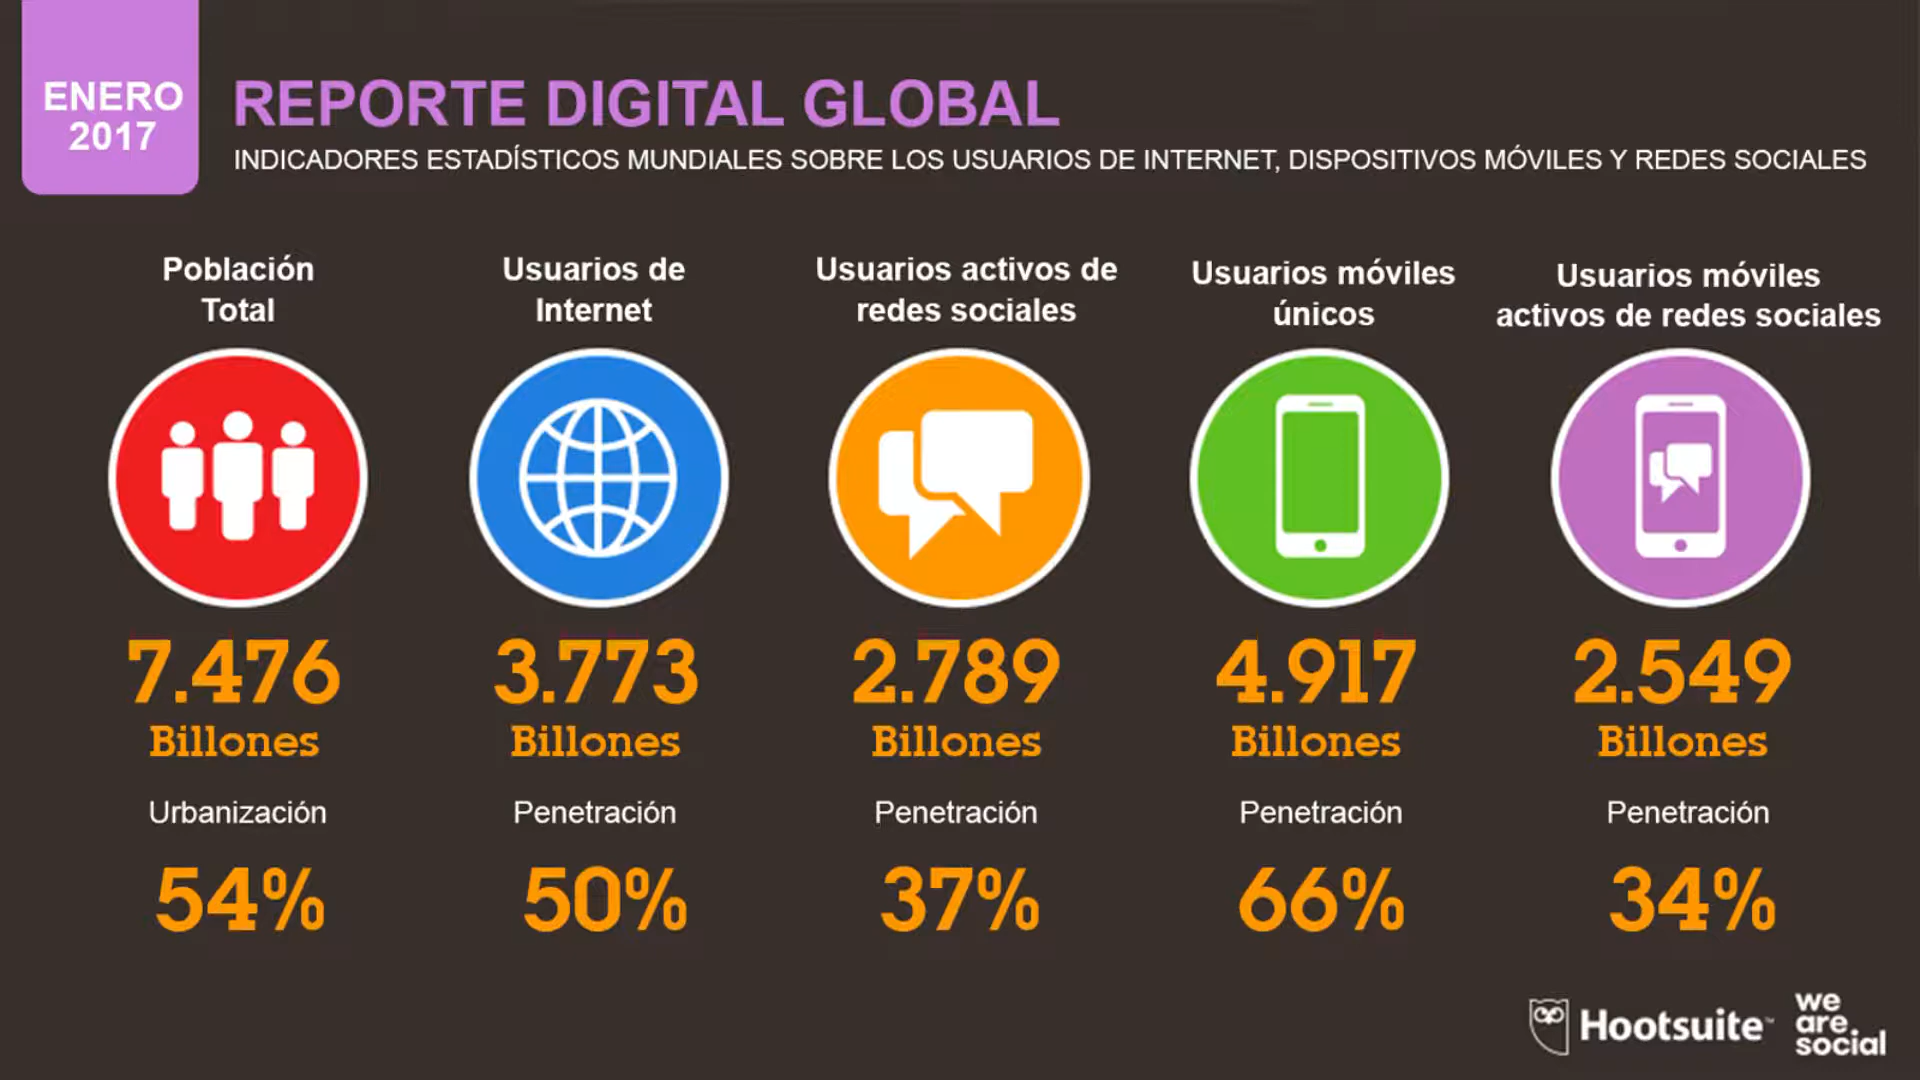 ENERO
2017
REPORTE DIGITAL GLOBAL
INDICADORES ESTADÍSTICOS MUNDIALES SOBRE LOS USUARIOS DE INTERNET, DISPOSITIVOS MÓVILES Y REDES SOCIALES
Población
Total
7.476
Billones
Urbanización
54%
Usuarios de
Internet
3.773
Billones
Penetración
50%
Usuarios activos de
redes sociales
2.789
Billones
Penetración
37%
Usuarios móviles
únicos
4.917
Billones
Penetración
66%
Usuarios móviles
activos de redes sociales
2.549
Billones
Penetración
34%
Hootsuite™
we
are.
social